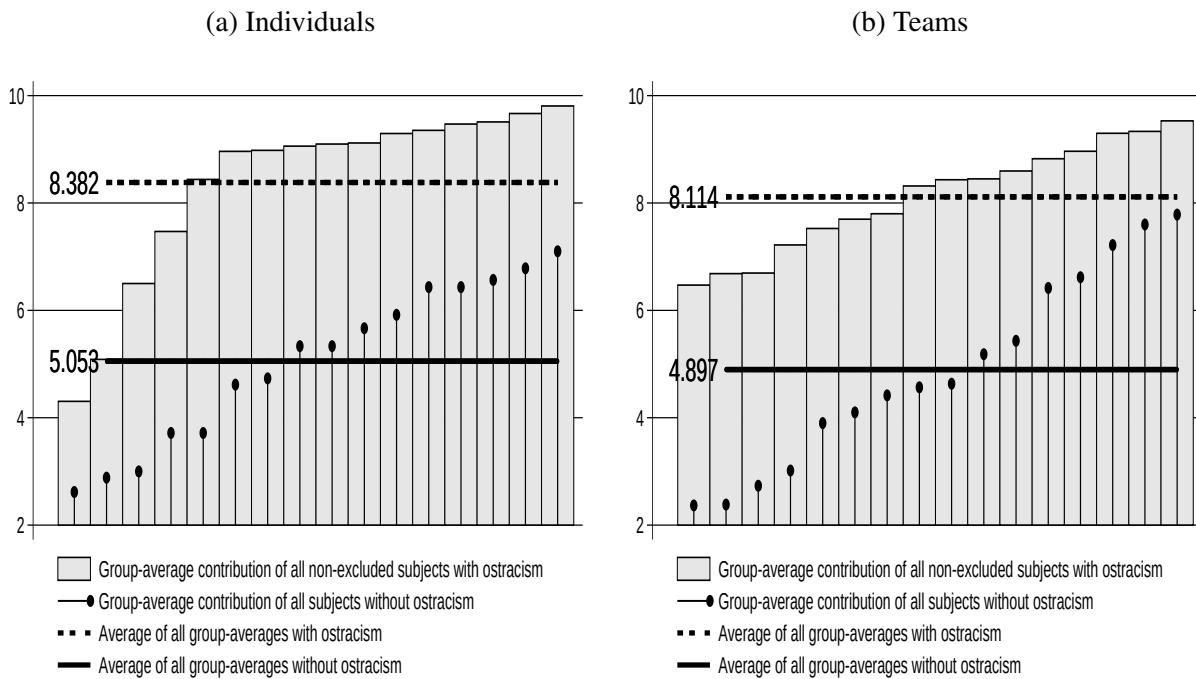 (a) Individuals
10
8.382
8
6
5.053
4
2
Group-average contribution of all non-excluded subjects with ostracism
Group-average contribution of all subjects without ostracism
Average of all group-averages with ostracism
Average of all group-averages without ostracism
(b) Teams
10
8.114
8
6
4.897
4
2
Group-average contribution of all non-excluded subjects with ostracism
Group-average contribution of all subjects without ostracism
Average of all group-averages with ostracism
Average of all group-averages without ostracism